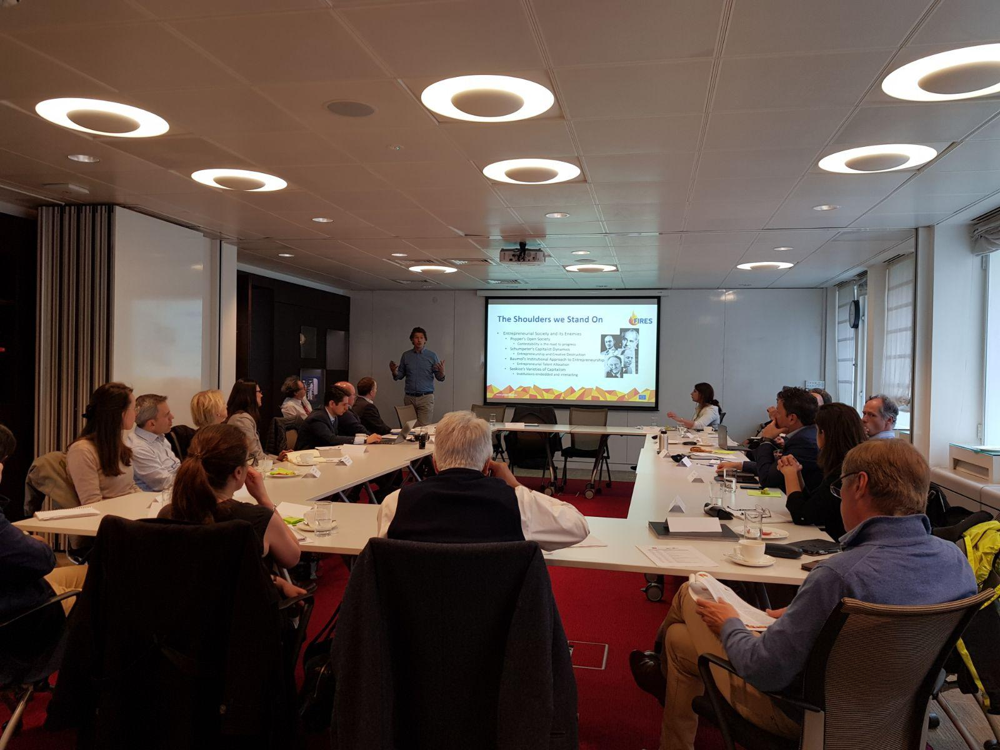 The Shoulders we Stand On
FIRES
Entrepreneurial Society and its Enemies
Popper's Open Society
Contestability is the road to progress
Schumpeter's Capitalist Dynamics
Entrepreneurship and Creative Destruction
Baumol's Institutional Approach to Entrepreneurship
Entrepreneurial Talent Allocation
Soskice's Varieties of Capitalism
Institutions embedded and interacting